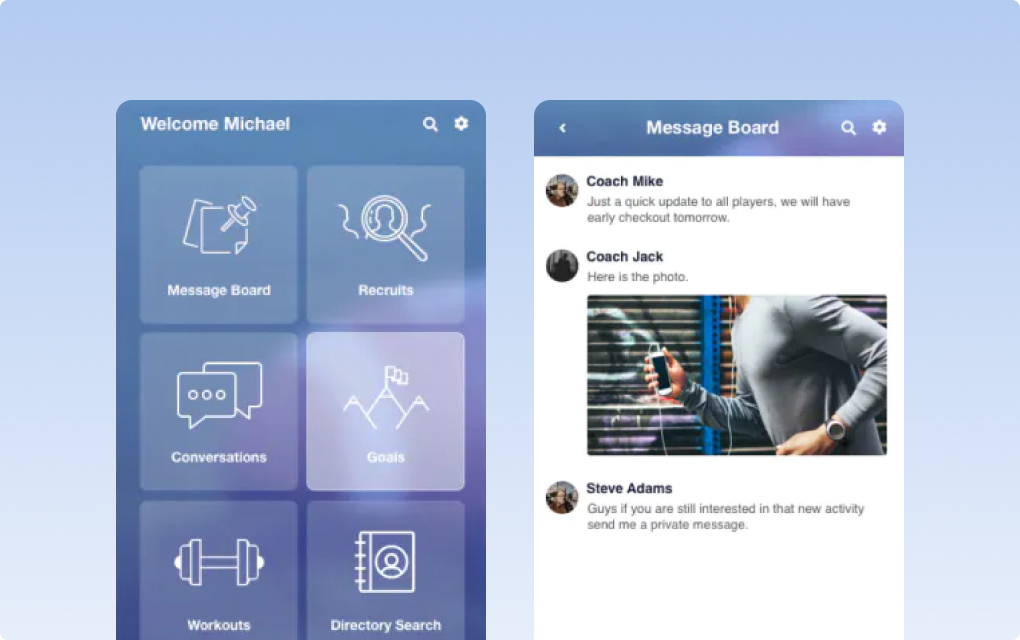 Welcome Michael
Message Board
Recruits
Conversations
Goals
Workouts
Directory Search
Message Board
Coach Mike
Just a quick update to all players, we will have
early checkout tomorrow.
Coach Jack
Here is the photo.
Steve Adams
Guys if you are still interested in that new activity
send me a private message.